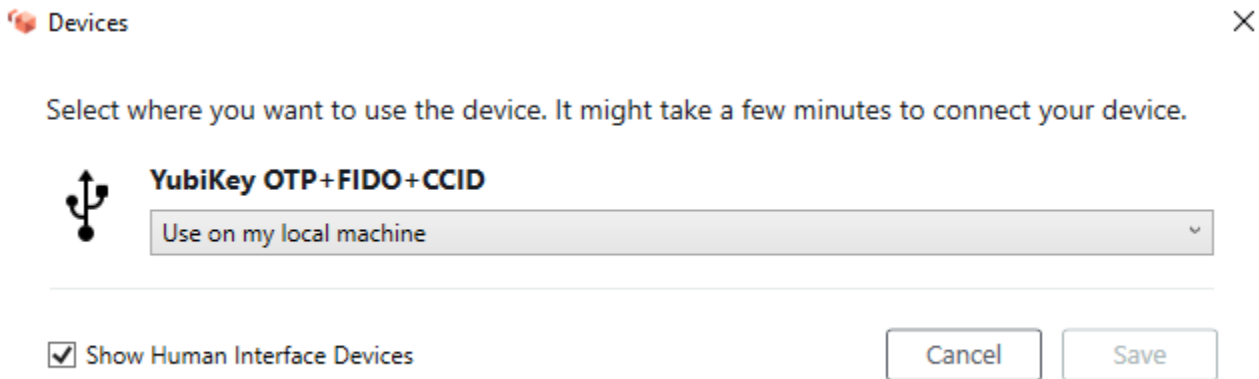 Devices
Select where you want to use the device. It might take a few minutes to connect your device.
YubiKey OTP+FIDO+CCID
Use on my local machine
Show Human Interface Devices
Cancel
Save